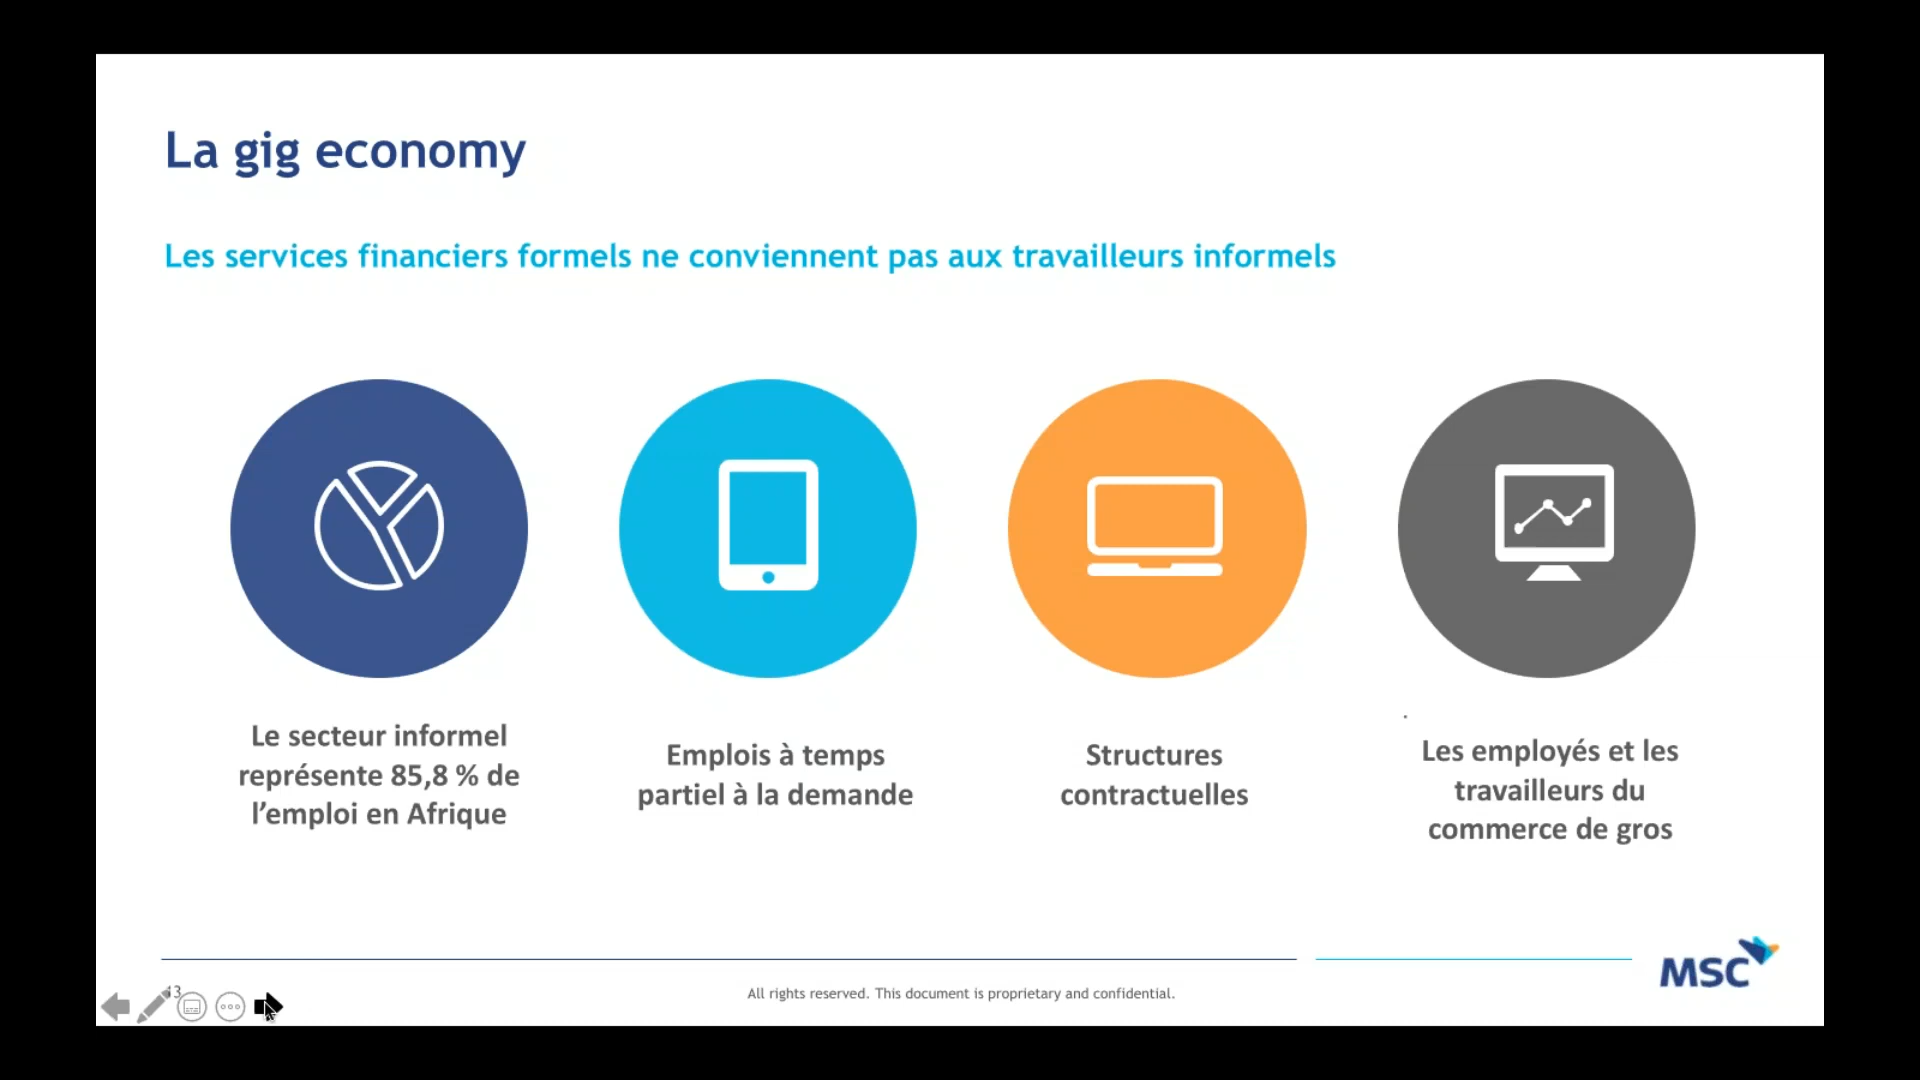 La gig economy
Les services financiers formels ne conviennent pas aux travailleurs informels
Le secteur informel
représente 85,8 % de
l’emploi en Afrique
Emplois à temps
partiel à la demande
Structures
contractuelles
.
Les employés et les
travailleurs du
commerce de gros
All rights reserved. This document is proprietary and confidential.
MSC